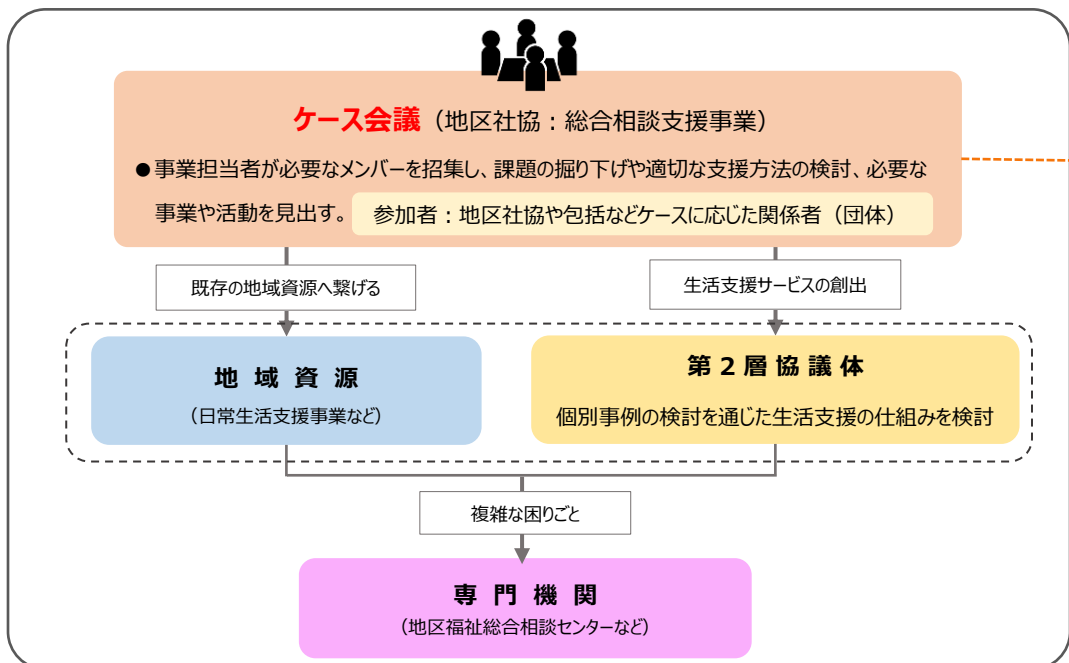 ケース会議（地区社協：総合相談支援事業）
●事業担当者が必要なメンバーを招集し、課題の掘り下げや適切な支援方法の検討、必要な
事業や活動を見出す。
参加者：地区社協や包括などケースに応じた関係者（団体）
既存の地域資源へ繋げる
生活支援サービスの創出
地域資源
（日常生活支援事業など）
第２層協議体
個別事例の検討を通じた生活支援の仕組みを検討
複雑な困りごと
専門機関
（地区福祉総合相談センターなど）